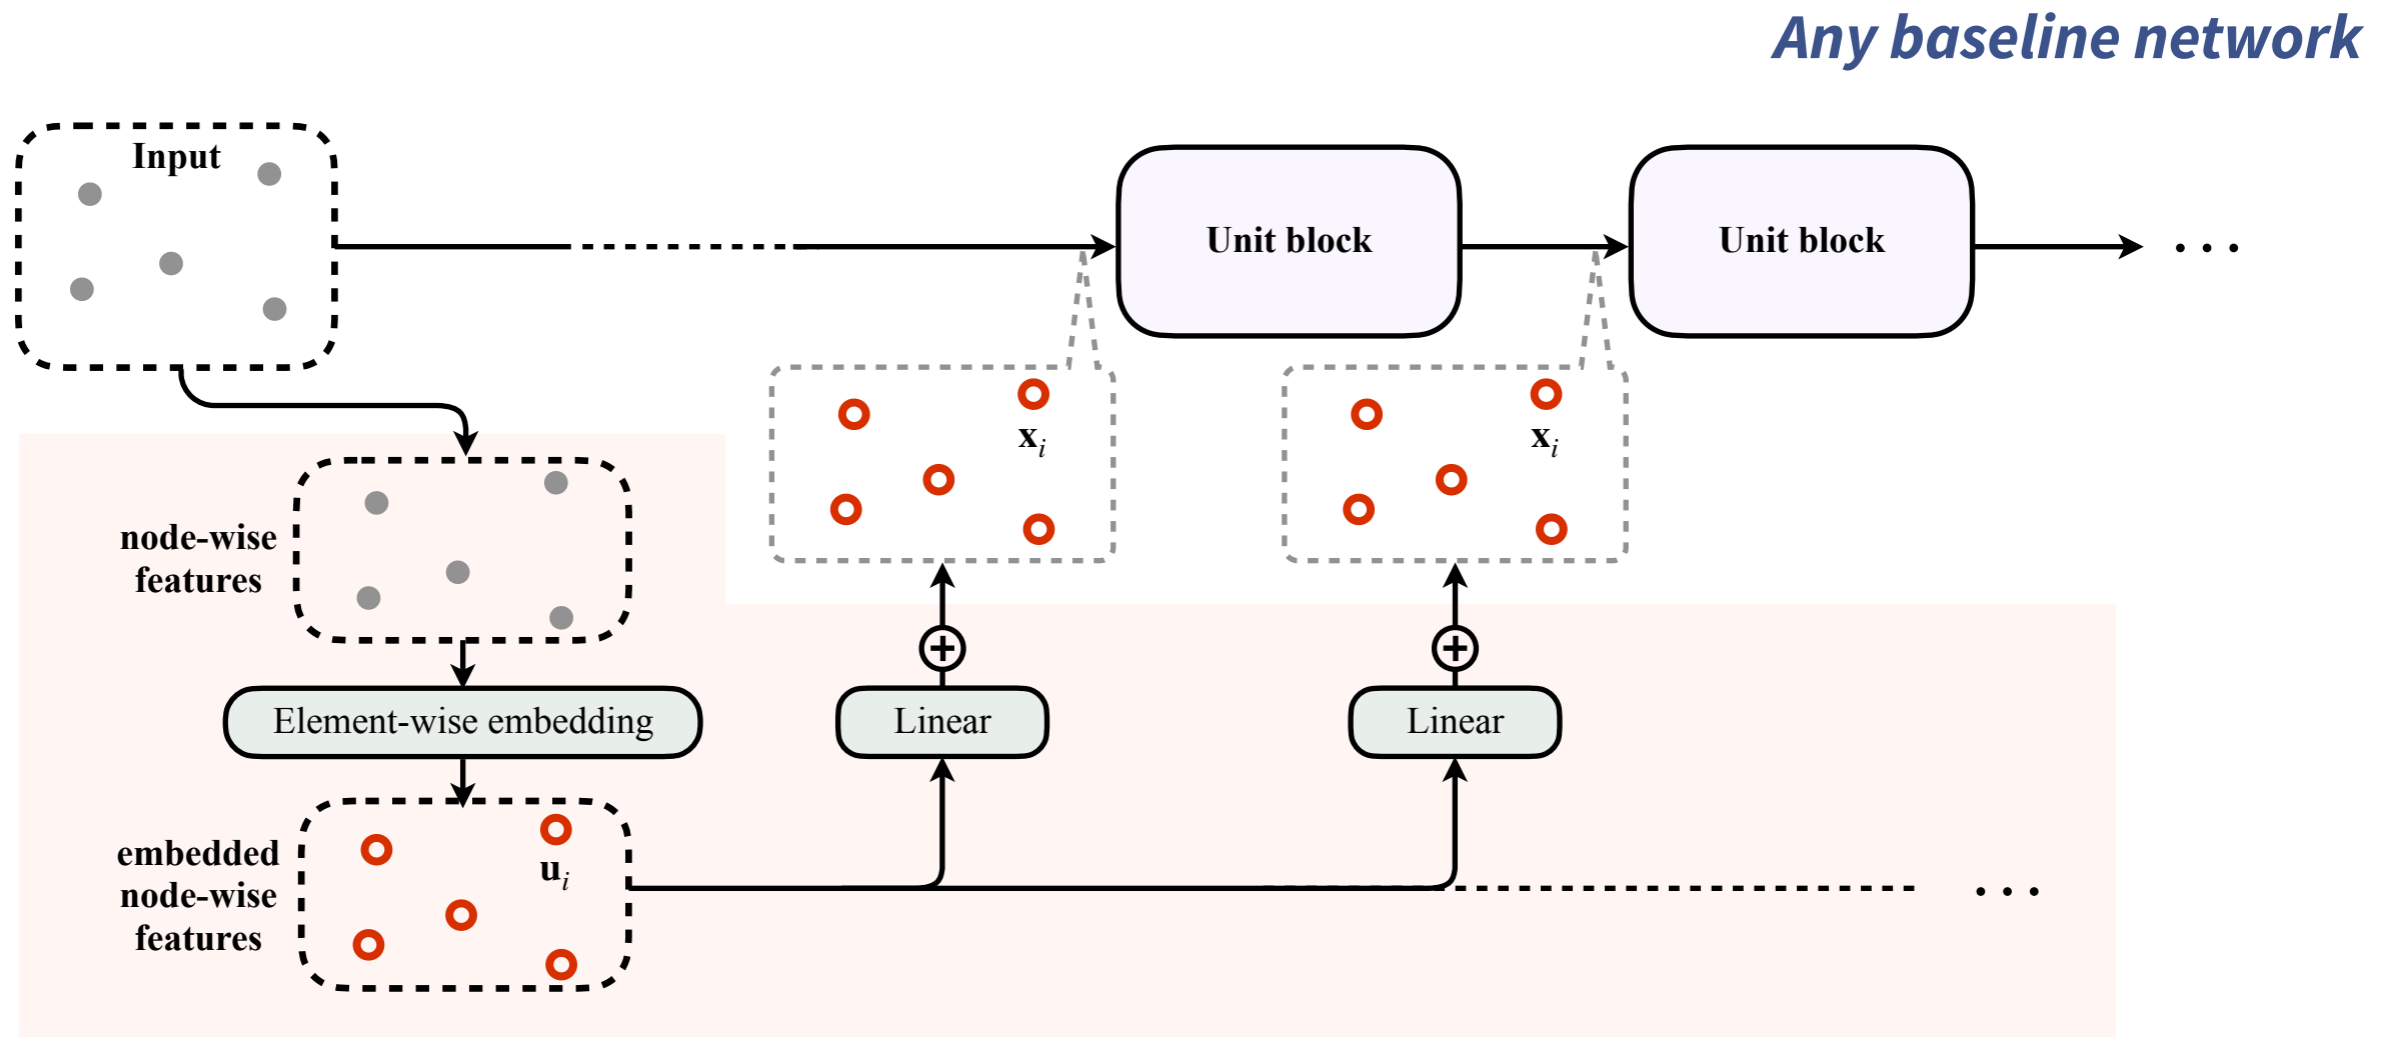 Any baseline network
Input
Unit block
Unit block
...
x_i
x_i
node-wise
features
Element-wise embedding
Linear
Linear
embedded
node-wise
features
u_i
...